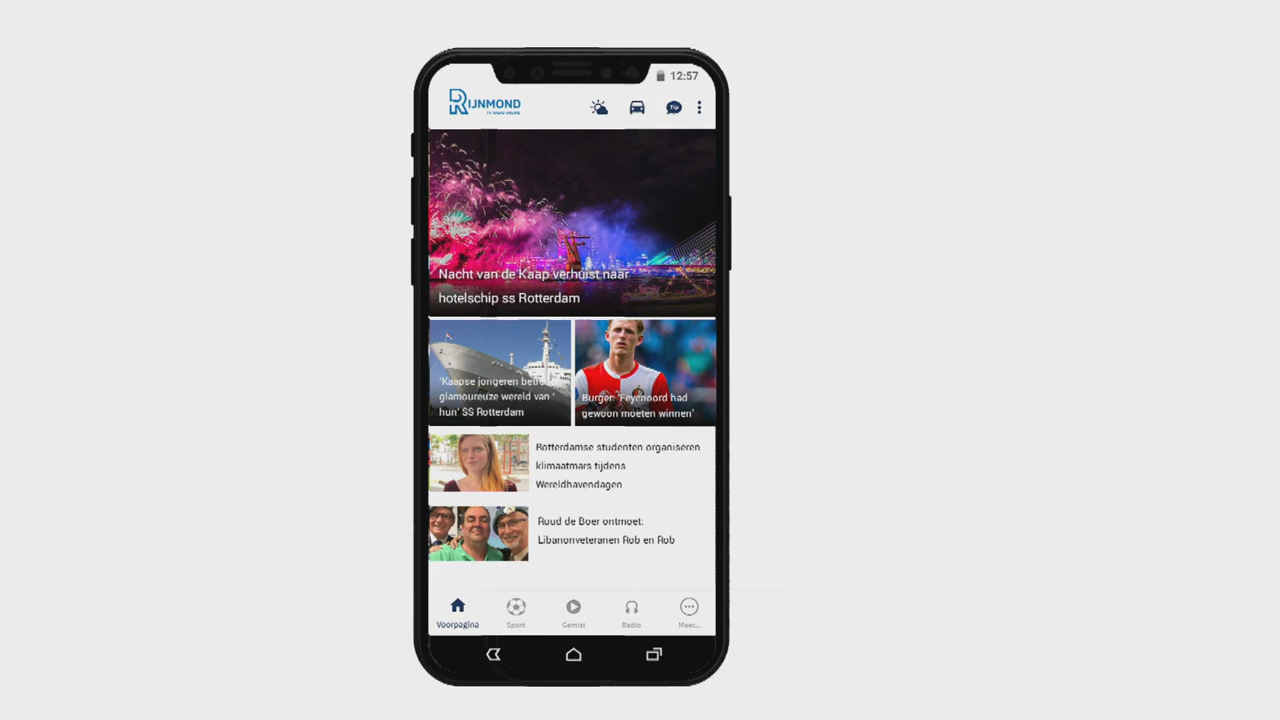 12:57
RIJNMOND
Tip
Nacht van de Kaap verhuist naar
hotelschip ss Rotterdam
'Kaapse jongeren
glamoureuze wereld van '
hun' SS Rotterdam
Burger: 'Feyenoord had
gewoon moeten winnen'
Rotterdamse studenten organiseren
klimaatmars tijdens
Wereldhavendagen
Ruud de Boer ontmoet:
Libanonveteranen Rob en Rob
Voorpagina
Sport
Gemist
Radio
Meer...